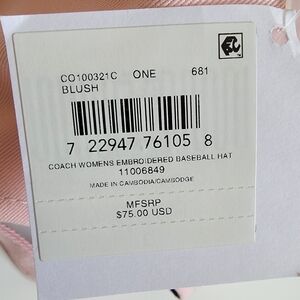 CO100321C ONE 681
BLUSH
7 22947 76105 8
COACH WOMENS EMBROIDERED BASEBALL HAT
11006849
MADE IN CAMBODIA/CAMBODGE
MFSRP
$75.00 USD